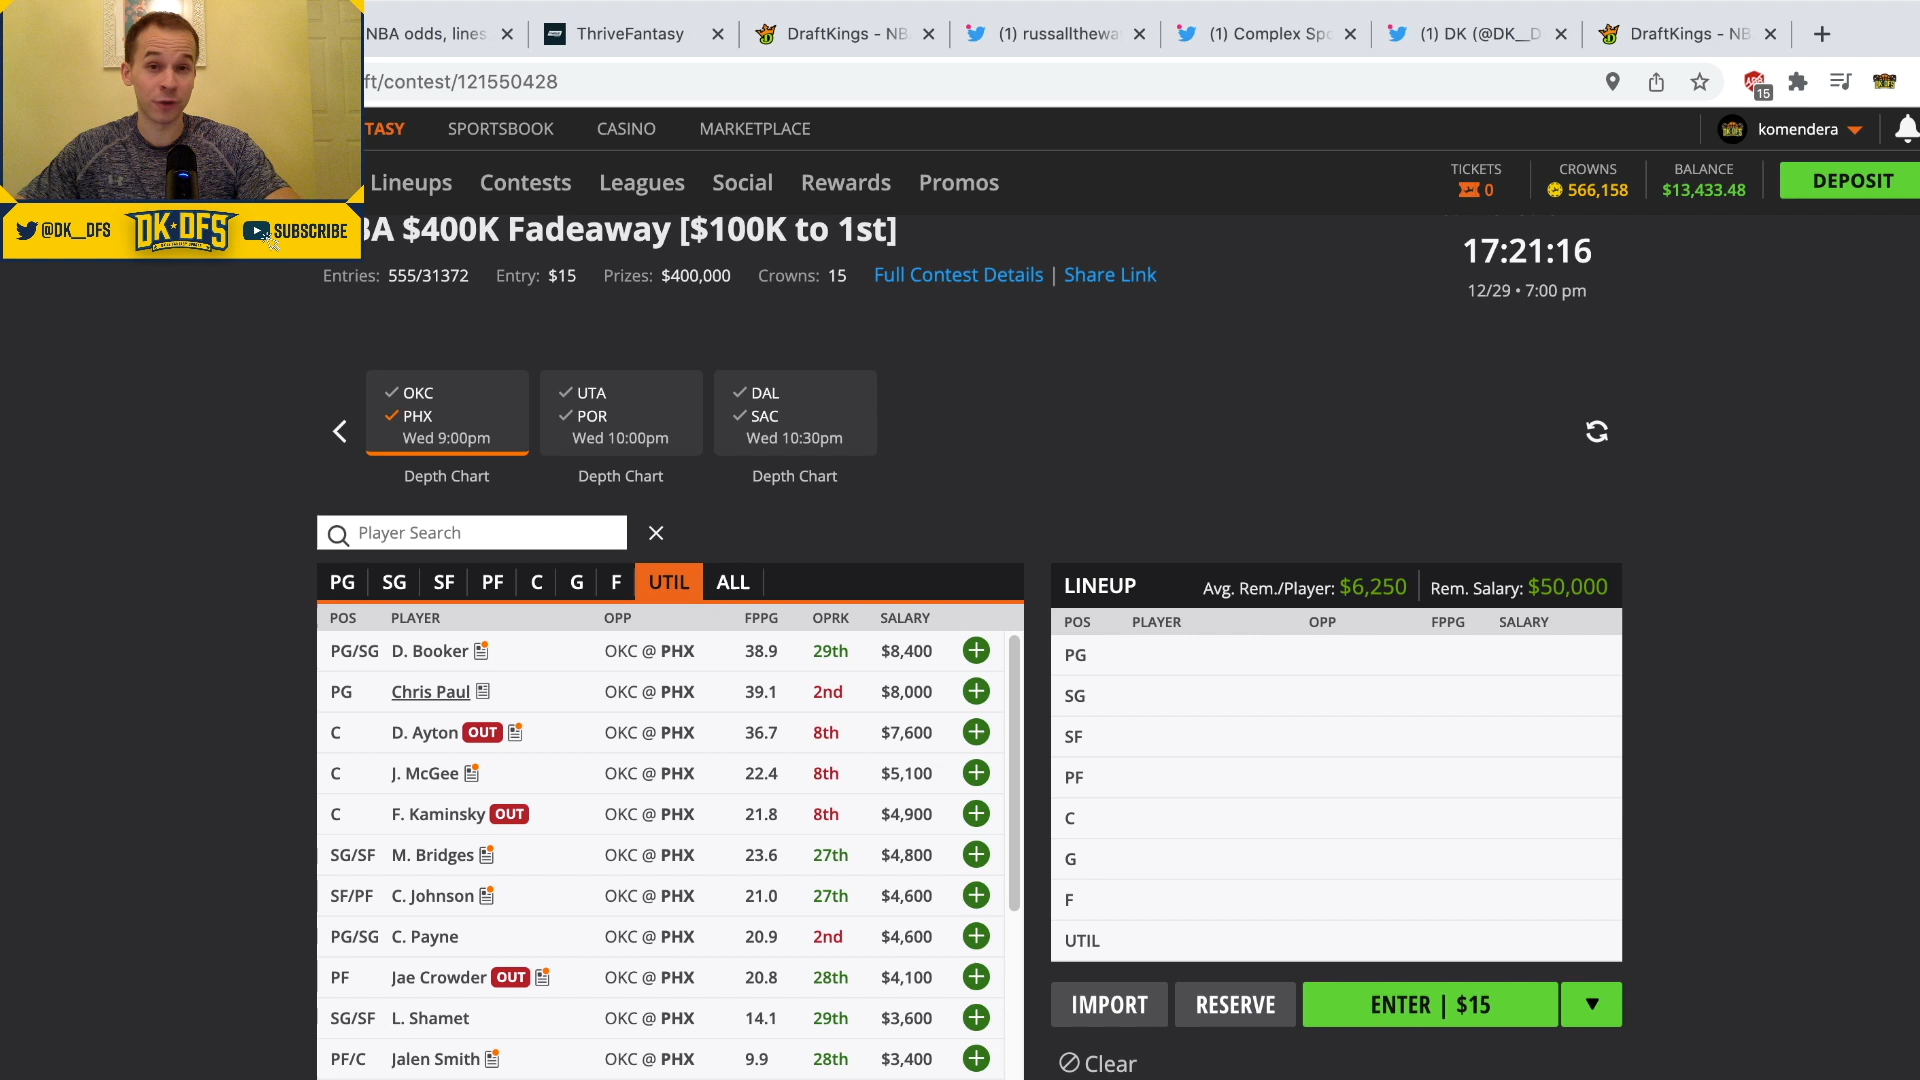 NBA odds, lines
ThriveFantasy
DraftKings - NB
(1) russallthewa
(1) Complex Spo
(1) DK (@DK__D
DraftKings - NB
ft/contest/121550428
15
TASY SPORTSBOOK CASINO MARKETPLACE
komendera
Lineups Contests Leagues Social Rewards Promos
TICKETS CROWNS BALANCE
0 566,158 $13,433.48
DEPOSIT
@DK__DFS DK★DFS SUBSCRIBE
BA $400K Fadeaway [$100K to 1st]
17:21:16
Entries: 555/31372 Entry: $15 Prizes: $400,000 Crowns: 15 Full Contest Details | Share Link
12/29 • 7:00 pm
OKC
PHX
Wed 9:00pm
Depth Chart
UTA
POR
Wed 10:00pm
Depth Chart
DAL
SAC
Wed 10:30pm
Depth Chart
Player Search
PG SG SF PF C G F UTIL ALL
POS PLAYER OPP FPPG OPRK SALARY
PG/SG D. Booker OKC @ PHX 38.9 29th $8,400
PG Chris Paul OKC @ PHX 39.1 2nd $8,000
C D. Ayton OUT OKC @ PHX 36.7 8th $7,600
C J. McGee OKC @ PHX 22.4 8th $5,100
C F. Kaminsky OUT OKC @ PHX 21.8 8th $4,900
SG/SF M. Bridges OKC @ PHX 23.6 27th $4,800
SF/PF C. Johnson OKC @ PHX 21.0 27th $4,600
PG/SG C. Payne OKC @ PHX 20.9 2nd $4,600
PF Jae Crowder OUT OKC @ PHX 20.8 28th $4,100
SG/SF L. Shamet OKC @ PHX 14.1 29th $3,600
PF/C Jalen Smith OKC @ PHX 9.9 28th $3,400
LINEUP Avg. Rem./Player: $6,250 Rem. Salary: $50,000
POS PLAYER OPP FPPG SALARY
PG
SG
SF
PF
C
G
F
UTIL
IMPORT RESERVE ENTER | $15
Clear